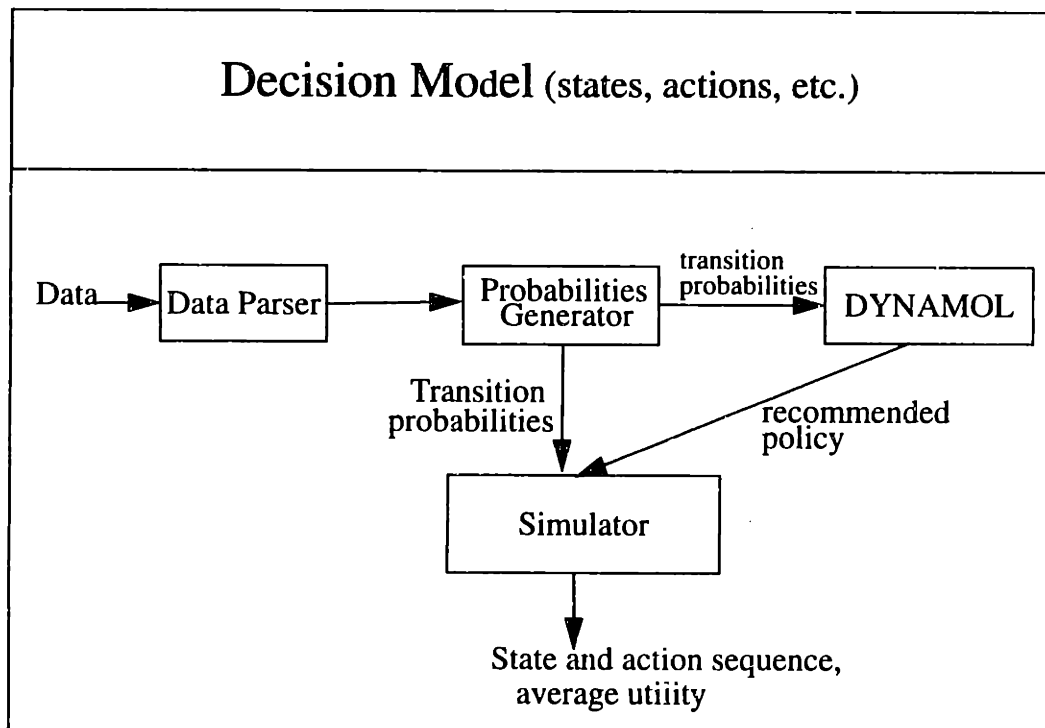 Decision Model (states, actions, etc.)
Data
Data Parser
Probabilities
Generator
transition
probabilities
DYNAMOL
Transition
probabilities
recommended
policy
Simulator
State and action sequence,
average utility